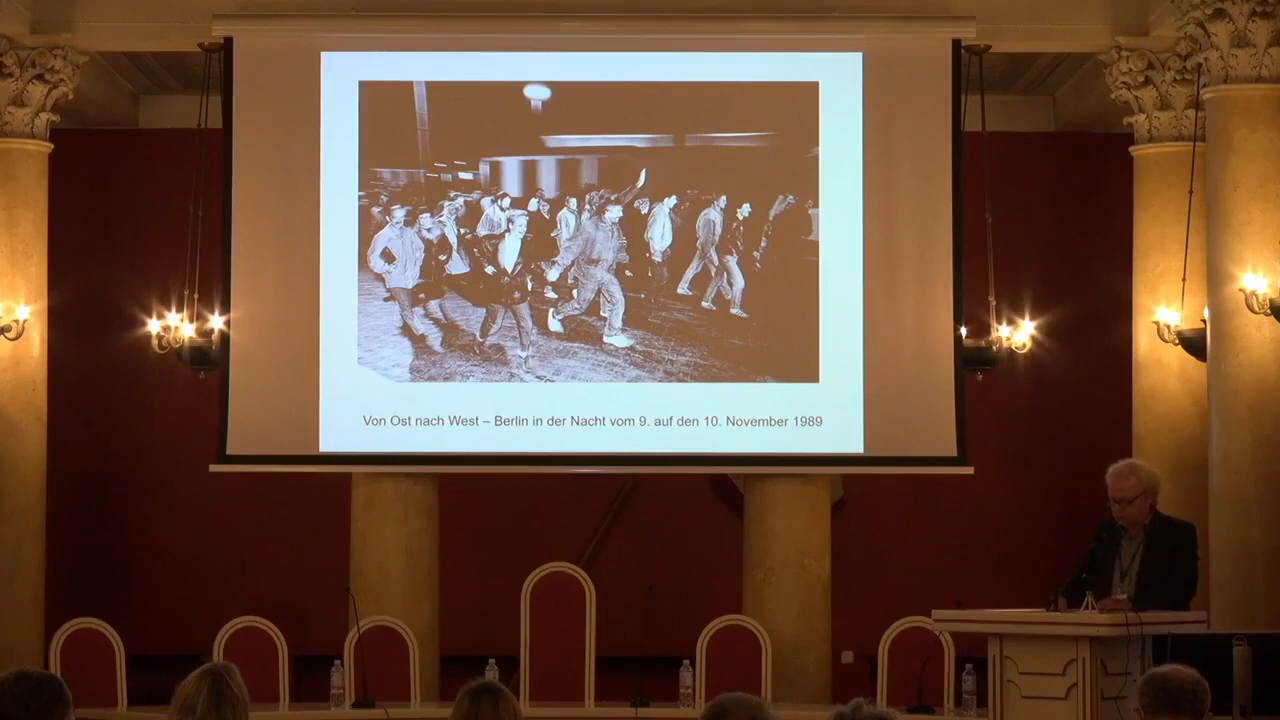 Von Ost nach West – Berlin in der Nacht vom 9. auf den 10. November 1989